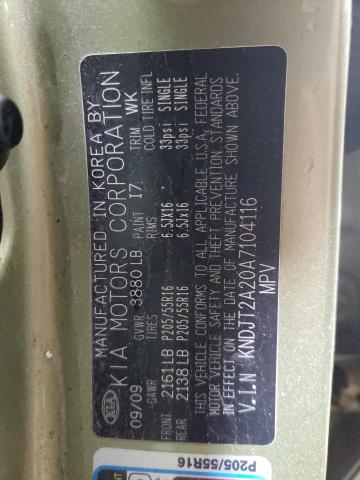 MANUFACTURED IN KOREA BY
KIA KIA MOTORS CORPORATION
09/09 GVWR 3880LB PAINT I7 TRIM WK
GAWR TIRES RIMS COLD TIRE INFL
FRONT 2161LB P205/55R16 6.5JX16 33psi SINGLE
REAR 2138LB P205/55R16 6.5JX16 33psi SINGLE
THIS VEHICLE CONFORMS TO ALL APPLICABLE U.S.A. FEDERAL
MOTOR VEHICLE SAFETY AND THEFT PREVENTION STANDARDS
IN EFFECT ON THE DATE OF MANUFACTURE SHOWN ABOVE.
V.I.N KNDJT2A20A7104116
MPV
P205/55R16